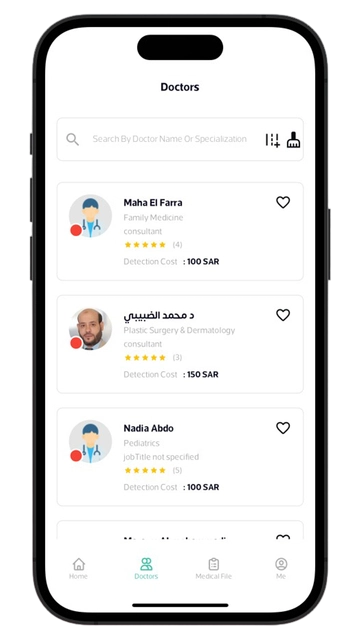 Doctors
Search By Doctor Name Or Specialization
Maha El Farra
Family Medicine
consultant
(4)
Detection Cost : 100 SAR
د محمد الضبيبي
Plastic Surgery & Dermatology
consultant
(3)
Detection Cost : 150 SAR
Nadia Abdo
Pediatrics
jobTitle not specified
(5)
Detection Cost : 100 SAR
Home
Doctors
Medical File
Me